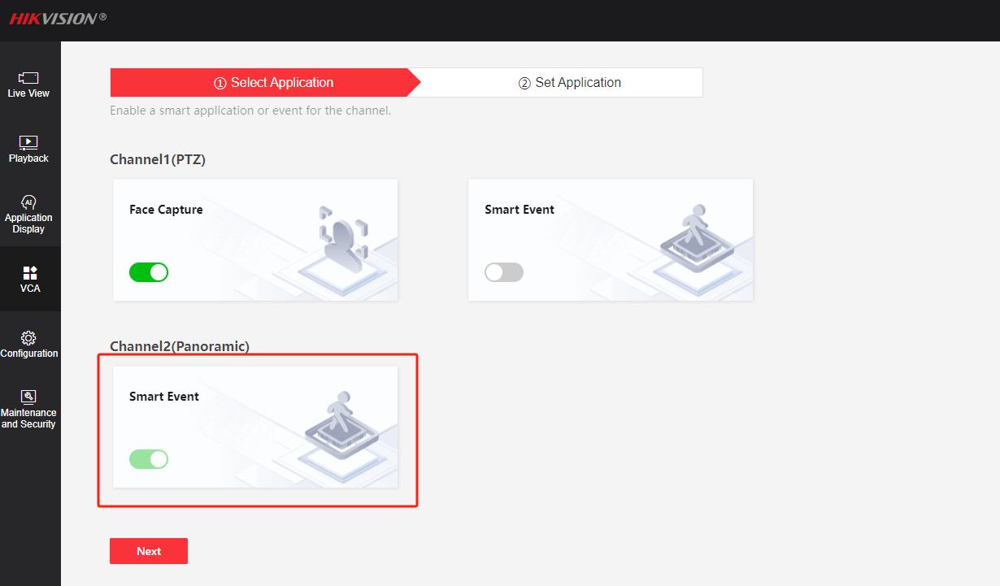 HIKVISION®
Live View
Playback
AI
Application
Display
VCA
Configuration
Maintenance
and Security
① Select Application
② Set Application
Enable a smart application or event for the channel.
Channel1(PTZ)
Face Capture
Smart Event
Channel2(Panoramic)
Smart Event
Next